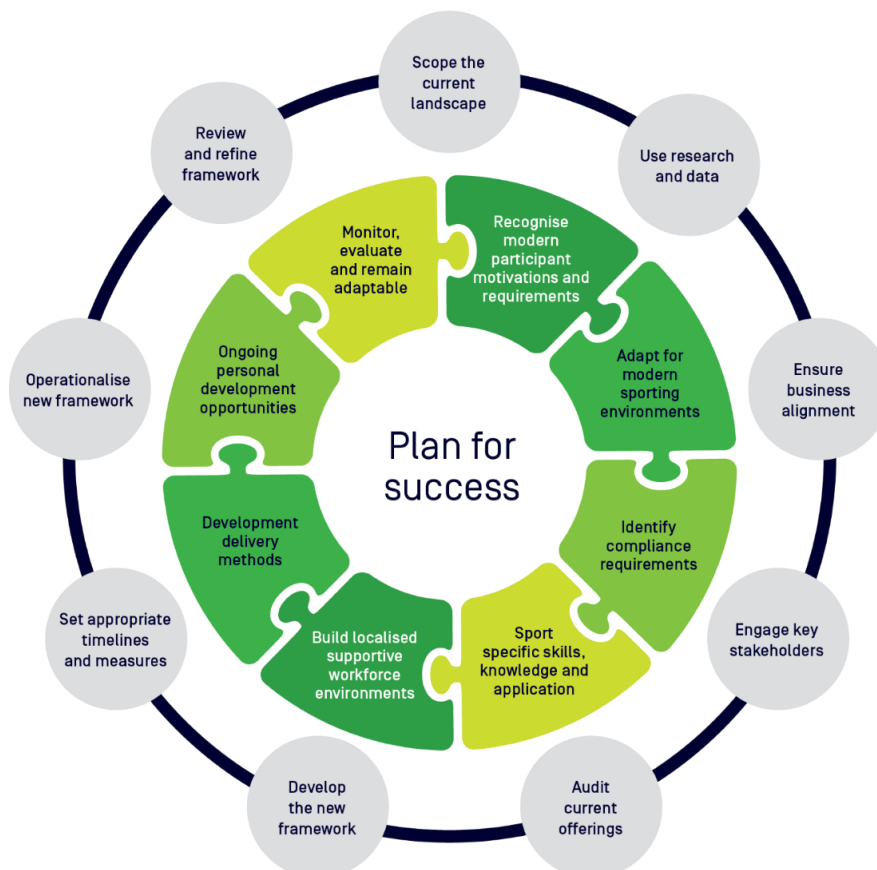 Scope the
current
landscape
Use research
and data
Ensure
business
alignment
Engage key
stakeholders
Audit
current
offerings
Develop
the new
framework
Set appropriate
timelines
and measures
Operationalise
new framework
Review
and refine
framework
Recognise
modern
participant
motivations and
requirements
Adapt for
modern
sporting
environments
Identify
compliance
requirements
Sport
specific skills,
knowledge and
application
Build localised
supportive
workforce
environments
Development
delivery
methods
Ongoing
personal
development
opportunities
Monitor,
evaluate
and remain
adaptable
Plan for
success